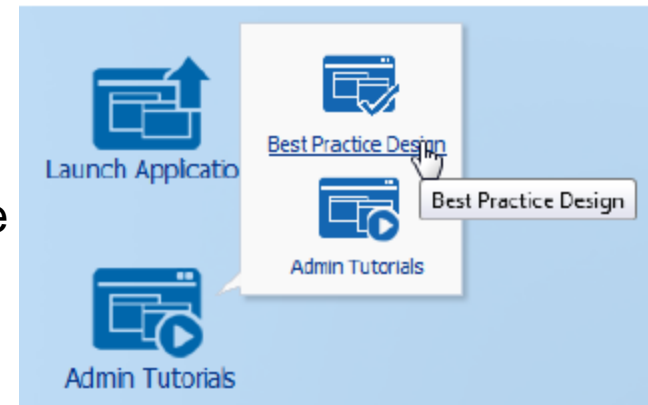 Best Practice Design
Launch Applicatio
Best Practice Design
e
Admin Tutorials
Admin Tutorials